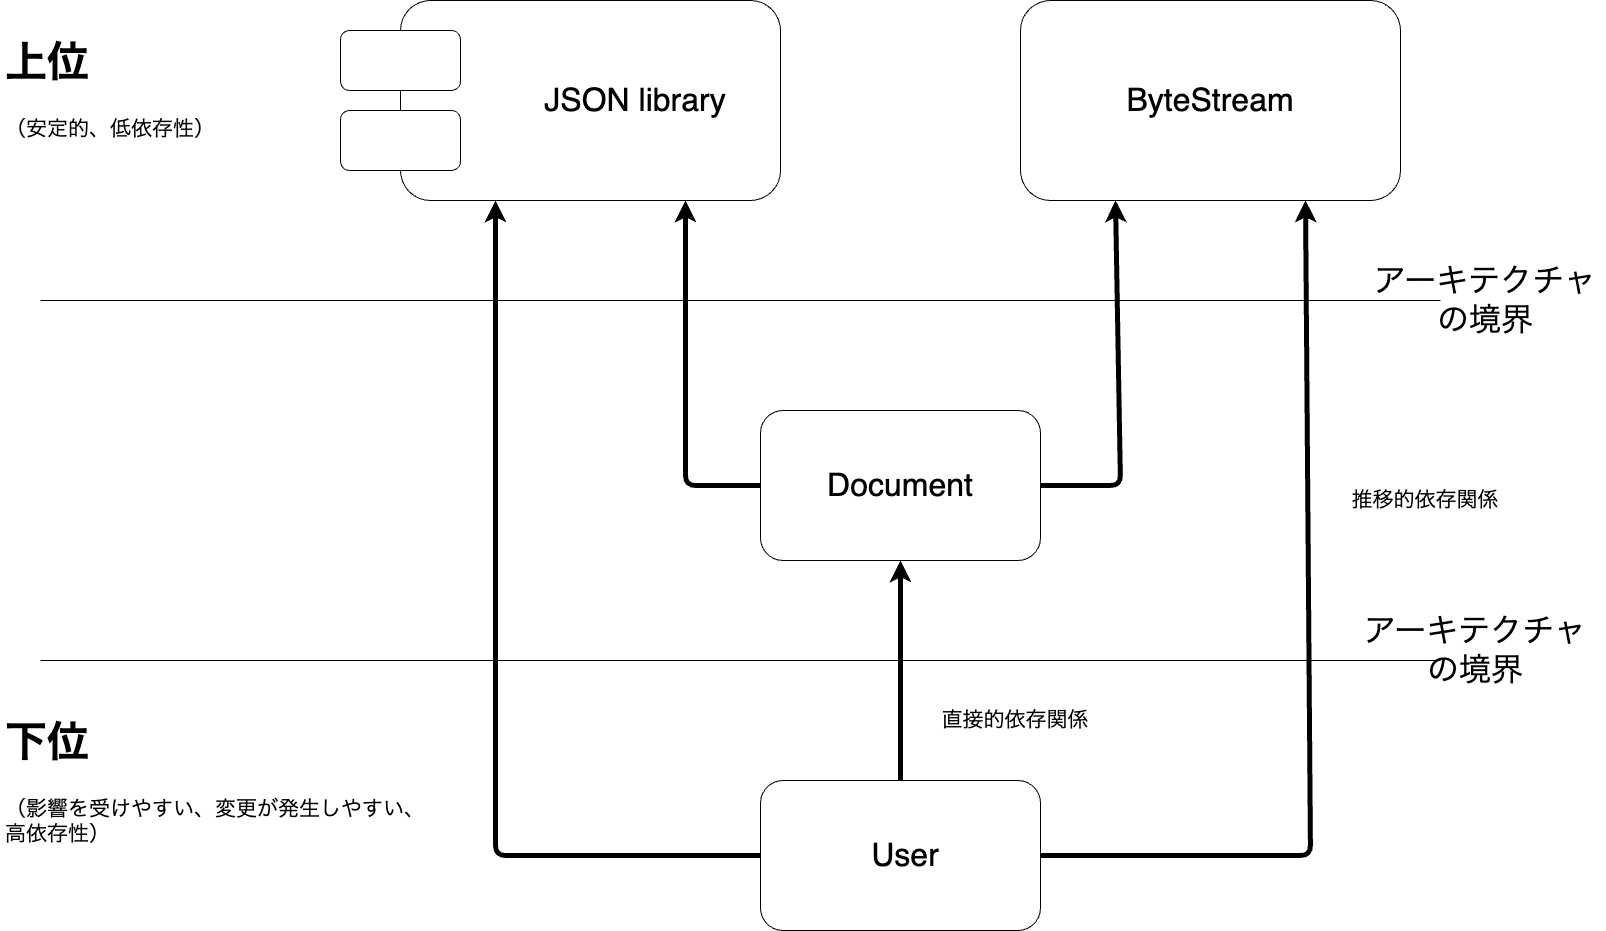 上位
（安定的、低依存性）
JSON library
ByteStream
アーキテクチャ
の境界
Document
推移的依存関係
アーキテクチャ
の境界
下位
直接的依存関係
（影響を受けやすい、変更が発生しやすい、
高依存性）
User